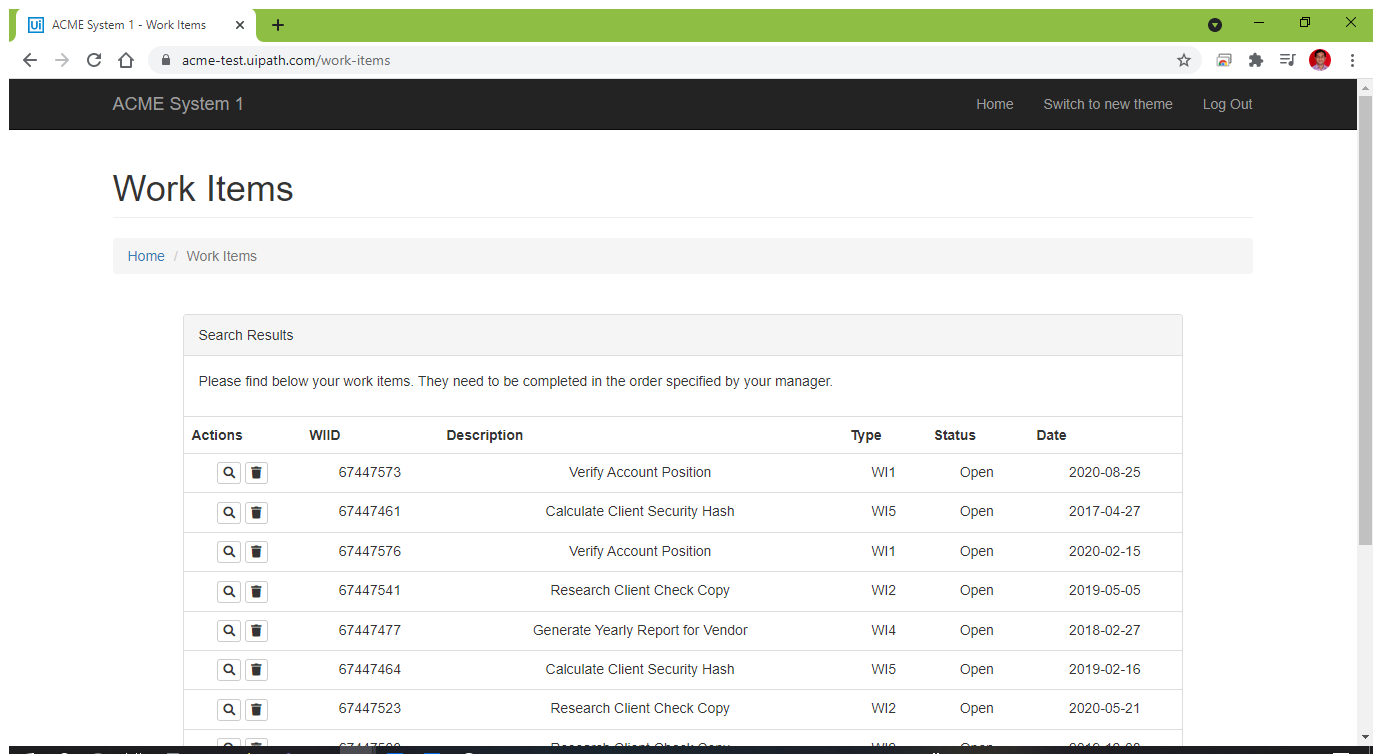 Ui ACME System 1 - Work Items
acme-test.uipath.com/work-items
ACME System 1 Home Switch to new theme Log Out
Work Items
Home / Work Items
Search Results
Please find below your work items. They need to be completed in the order specified by your manager.
Actions WIID Description Type Status Date
67447573 Verify Account Position WI1 Open 2020-08-25
67447461 Calculate Client Security Hash WI5 Open 2017-04-27
67447576 Verify Account Position WI1 Open 2020-02-15
67447541 Research Client Check Copy WI2 Open 2019-05-05
67447477 Generate Yearly Report for Vendor WI4 Open 2018-02-27
67447464 Calculate Client Security Hash WI5 Open 2019-02-16
67447523 Research Client Check Copy WI2 Open 2020-05-21
Research Client Check Copy Open